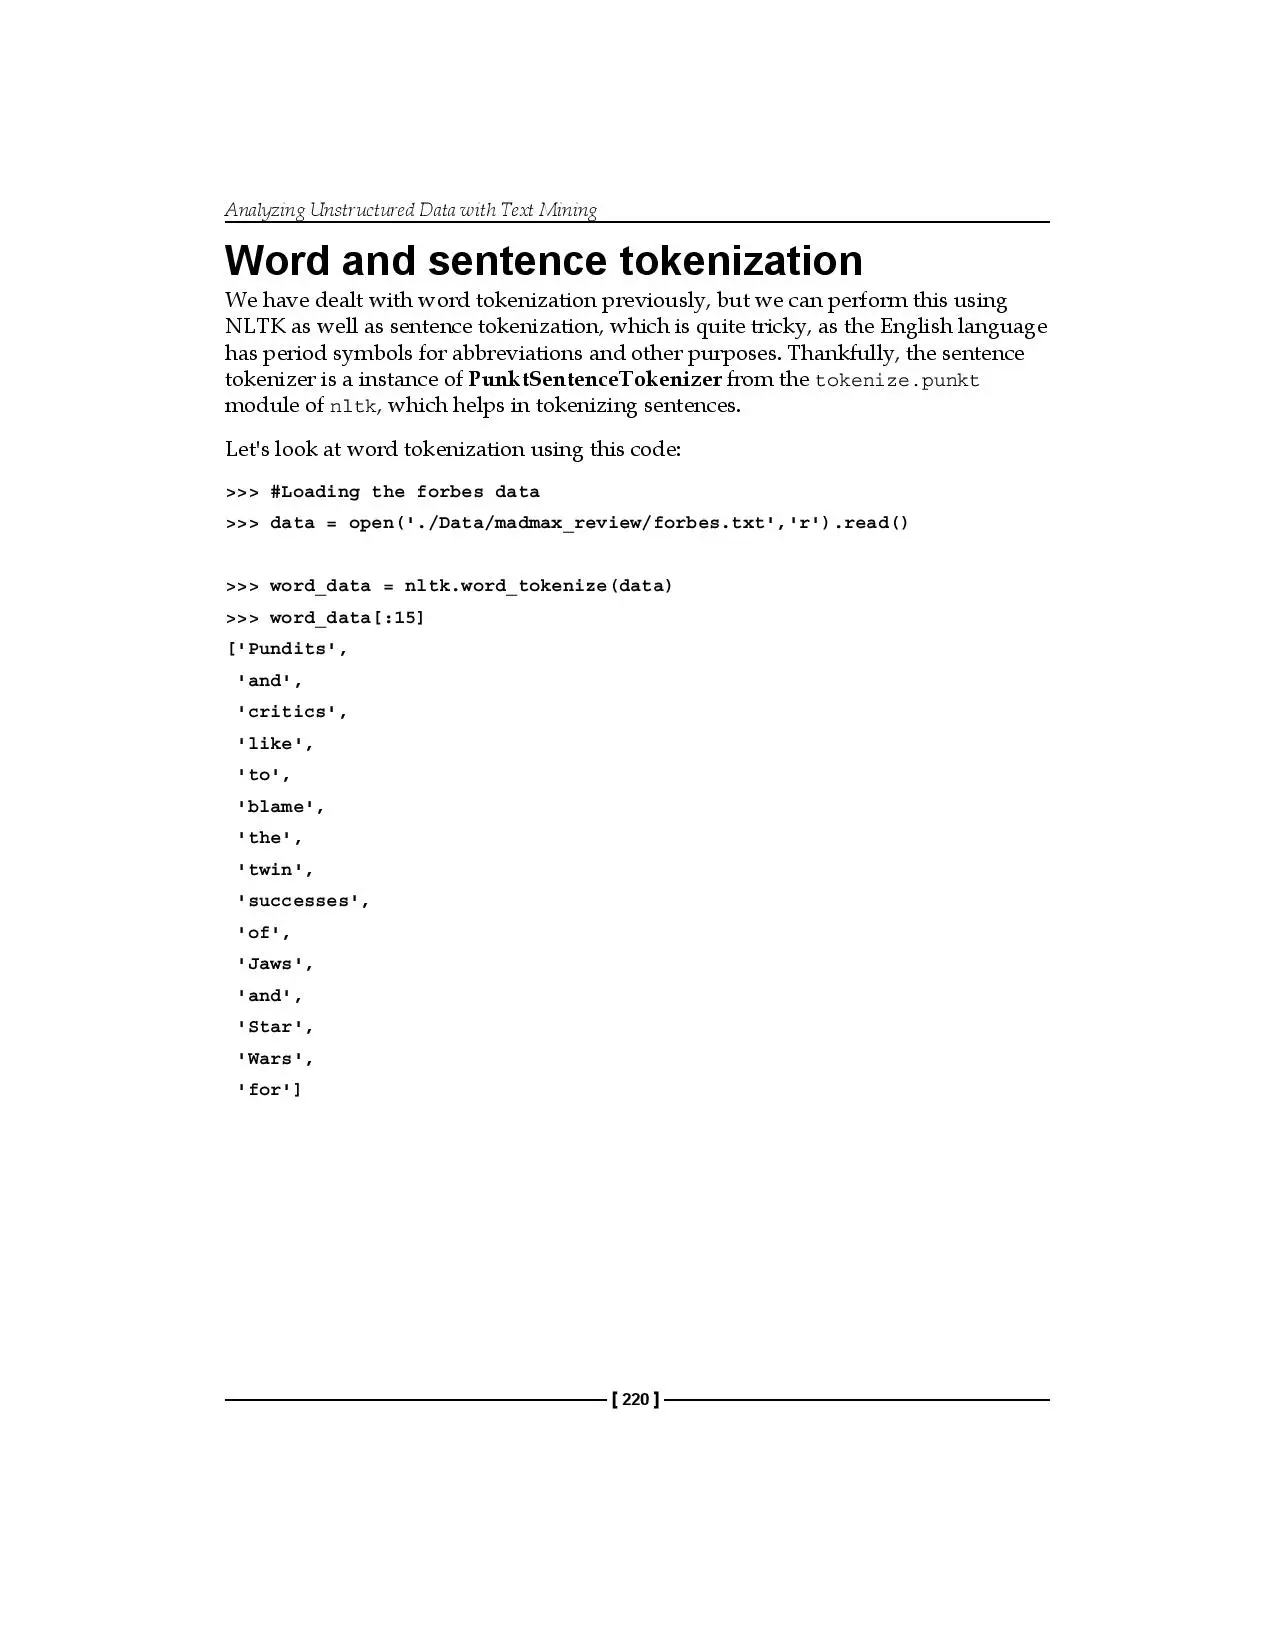 Analyzing Unstructured Data with Text Mining
Word and sentence tokenization
We have dealt with word tokenization previously, but we can perform this using
NLTK as well as sentence tokenization, which is quite tricky, as the English language
has period symbols for abbreviations and other purposes. Thankfully, the sentence
tokenizer is a instance of PunktSentenceTokenizer from the tokenize.punkt
module of nltk, which helps in tokenizing sentences.
Let's look at word tokenization using this code:
>>> #Loading the forbes data
>>> data = open('./Data/madmax_review/forbes.txt','r').read()
>>> word_data = nltk.word_tokenize(data)
>>> word_data[:15]
['Pundits',
'and',
'critics',
'like',
'to',
'blame',
'the',
'twin',
'successes',
'of',
'Jaws',
'and',
'Star',
'Wars',
'for']
[ 220 ]